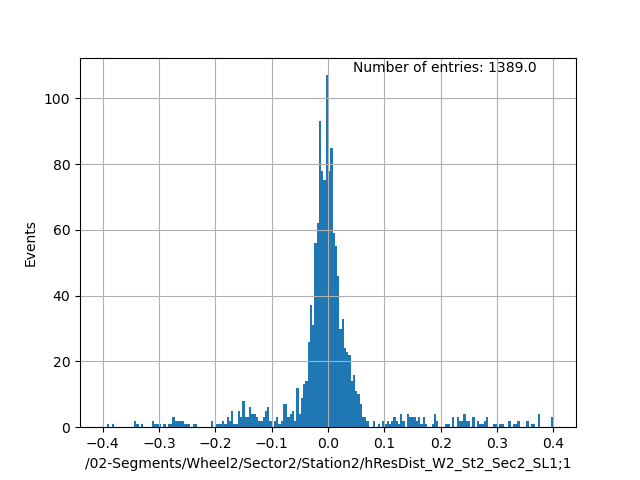 Number of entries: 1389.0
Events
100
80
60
40
20
0
−0.4 −0.3 −0.2 −0.1 0.0 0.1 0.2 0.3 0.4
/02-Segments/Wheel2/Sector2/Station2/hResDist_W2_St2_Sec2_SL1;1